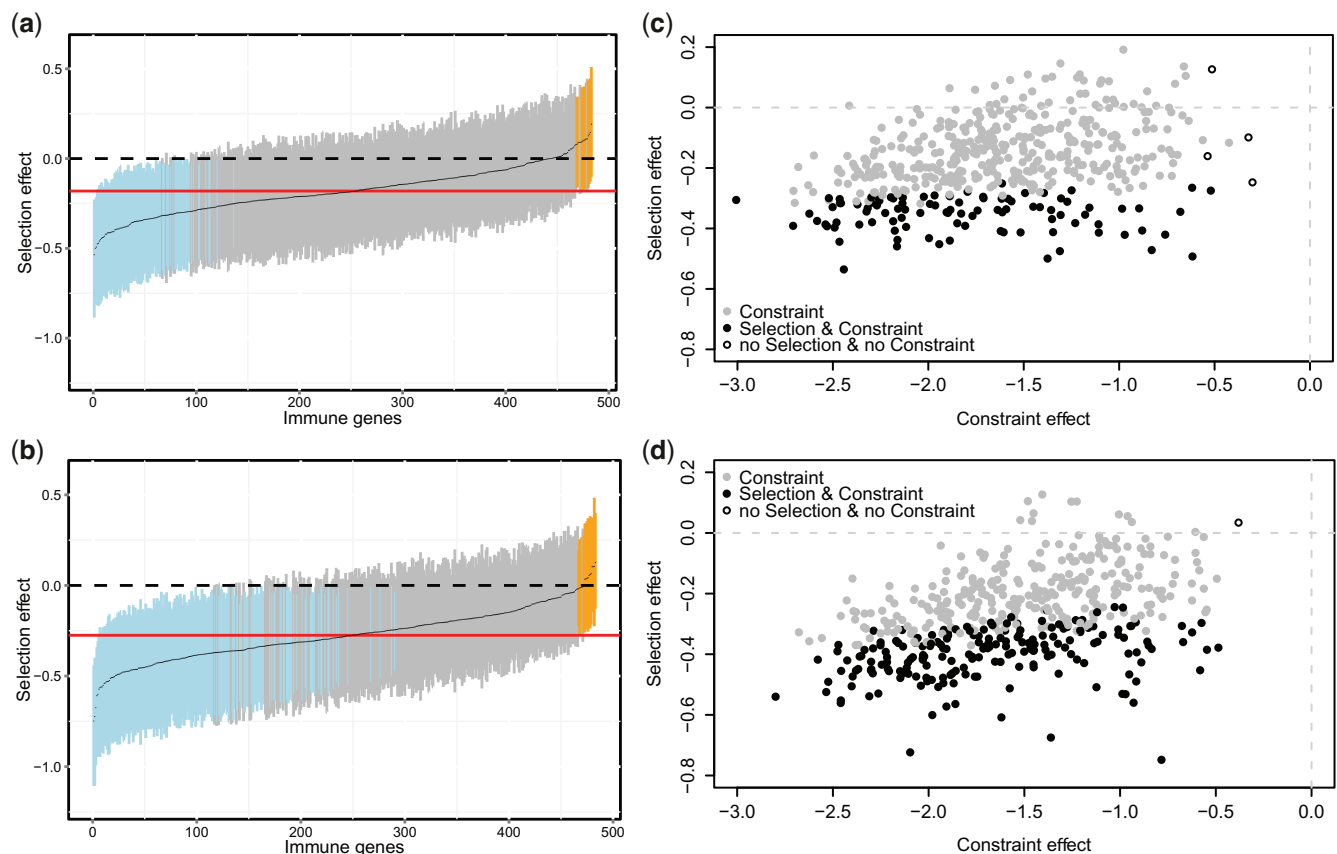 (a)
Selection effect
0.5
0.0
−0.5
−1.0
0
100
200
300
400
500
Immune genes
(c)
Selection effect
0.2
0.0
−0.2
−0.4
−0.6
−0.8
Constraint
Selection & Constraint
no Selection & no Constraint
−3.0
−2.5
−2.0
−1.5
−1.0
−0.5
0.0
Constraint effect
(b)
Selection effect
0.5
0.0
−0.5
−1.0
0
100
200
300
400
500
Immune genes
(d)
Selection effect
0.2
0.0
−0.2
−0.4
−0.6
−0.8
Constraint
Selection & Constraint
no Selection & no Constraint
−3.0
−2.5
−2.0
−1.5
−1.0
−0.5
0.0
Constraint effect